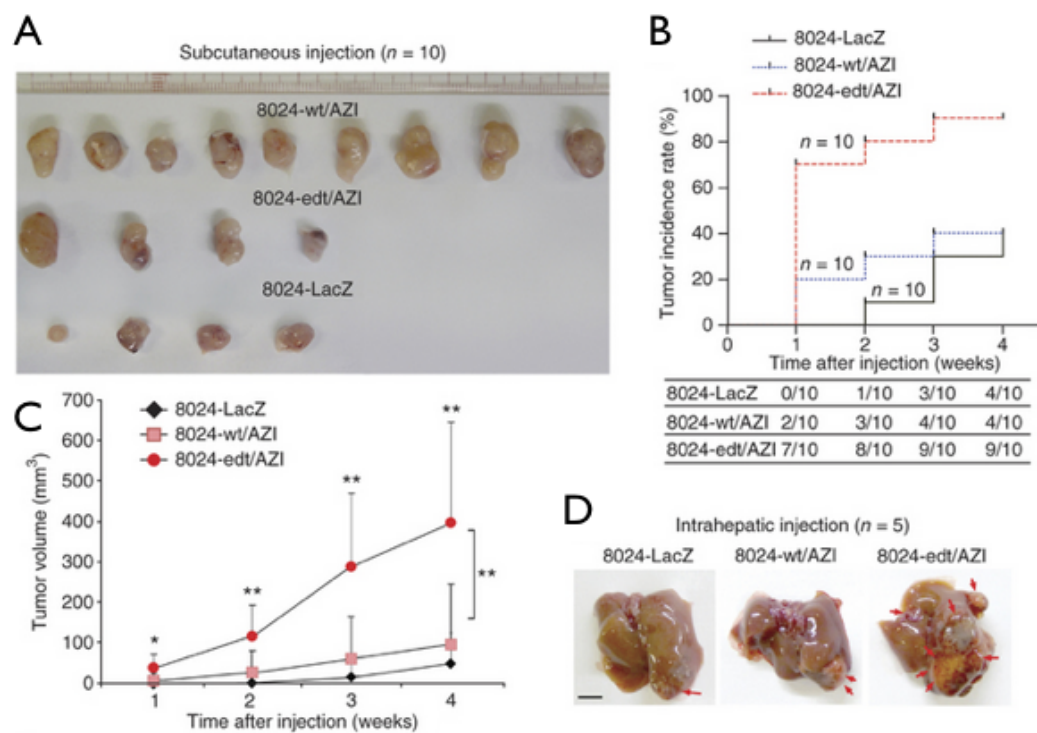 A
Subcutaneous injection (n = 10)
8024-wt/AZI
8024-edt/AZI
8024-LacZ
B
8024-LacZ
8024-wt/AZI
8024-edt/AZI
Tumor incidence rate (%)
100
80
60
40
20
0
n = 10
n = 10
n = 10
0 1 2 3 4
Time after injection (weeks)
8024-LacZ 0/10 1/10 3/10 4/10
8024-wt/AZI 2/10 3/10 4/10 4/10
8024-edt/AZI 7/10 8/10 9/10 9/10
C
8024-LacZ
8024-wt/AZI
8024-edt/AZI
Tumor volume (mm³)
700
600
500
400
300
200
100
0
*
**
**
**
**
1 2 3 4
Time after injection (weeks)
D
Intrahepatic injection (n = 5)
8024-LacZ 8024-wt/AZI 8024-edt/AZI